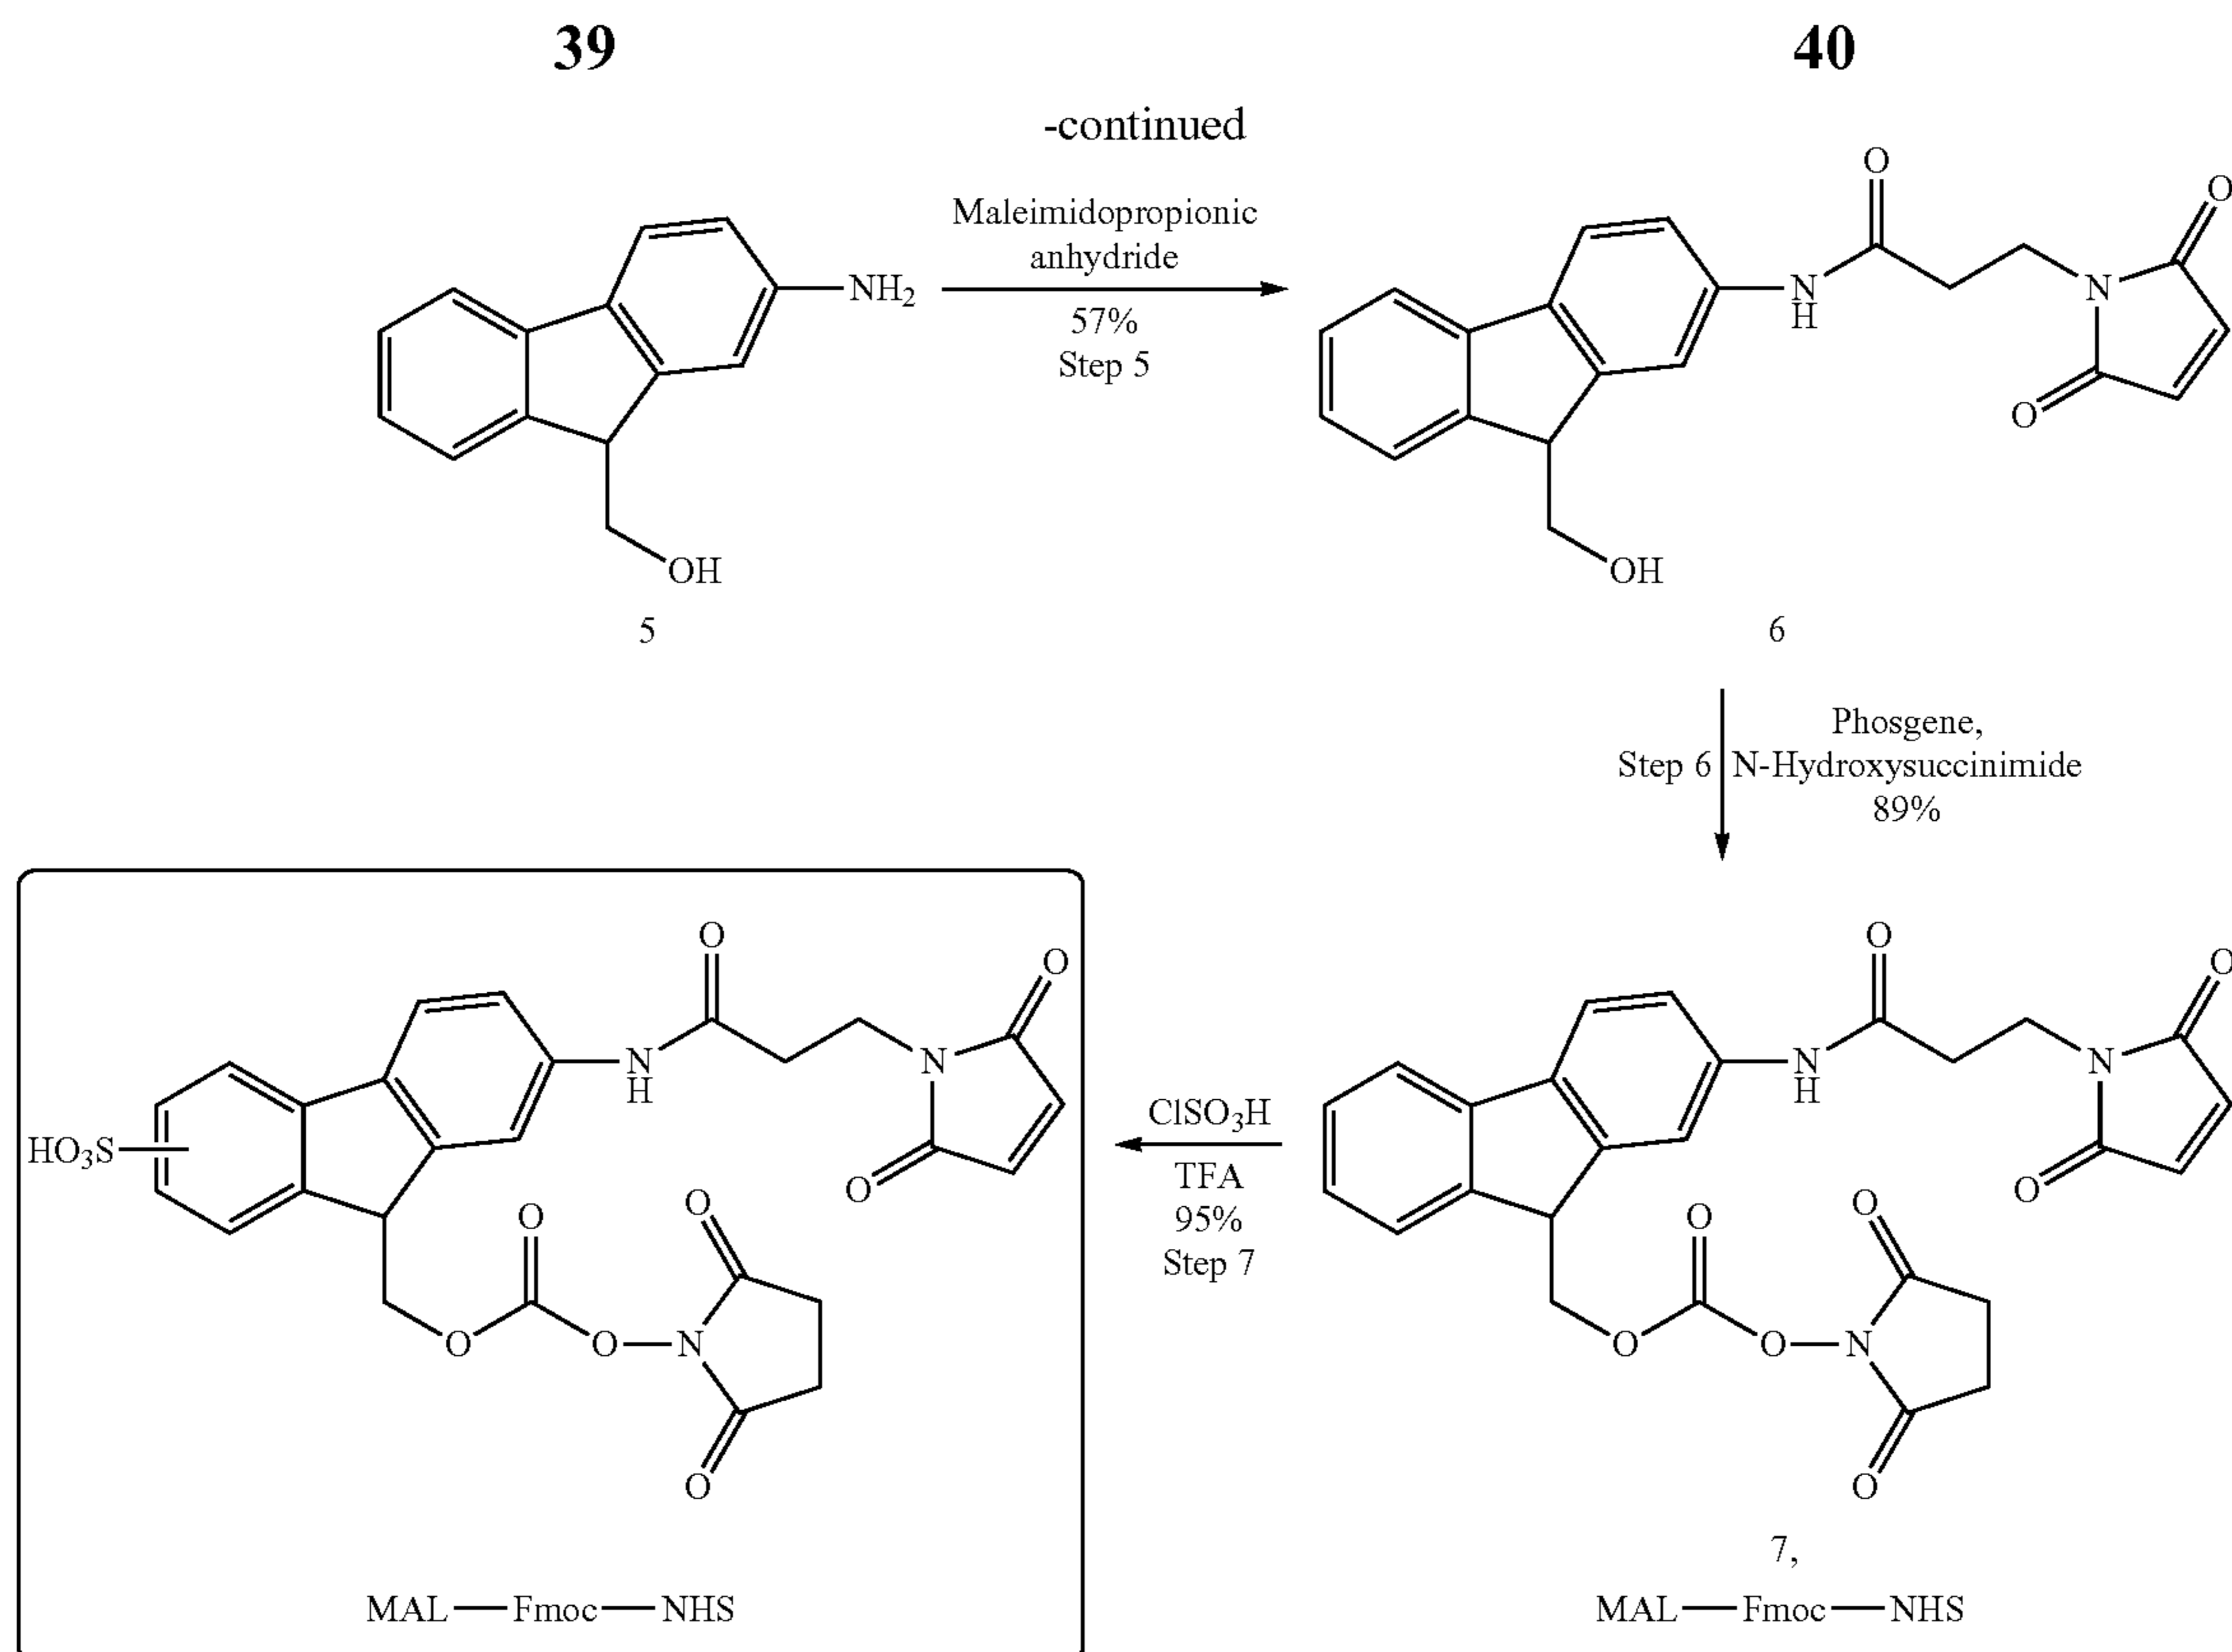 39
40
-continued
Maleimidopropionic
anhydride
57%
Step 5
NH₂
OH
5
O
O
N
H
N
O
OH
6
Step 6
Phosgene,
N-Hydroxysuccinimide
89%
O
O
N
H
N
O
O
O
O
O
N
O
7,
MAL—Fmoc—NHS
ClSO₃H
TFA
95%
Step 7
O
O
N
H
N
HO₃S
O
O
O
O
O
N
O
MAL—Fmoc—NHS